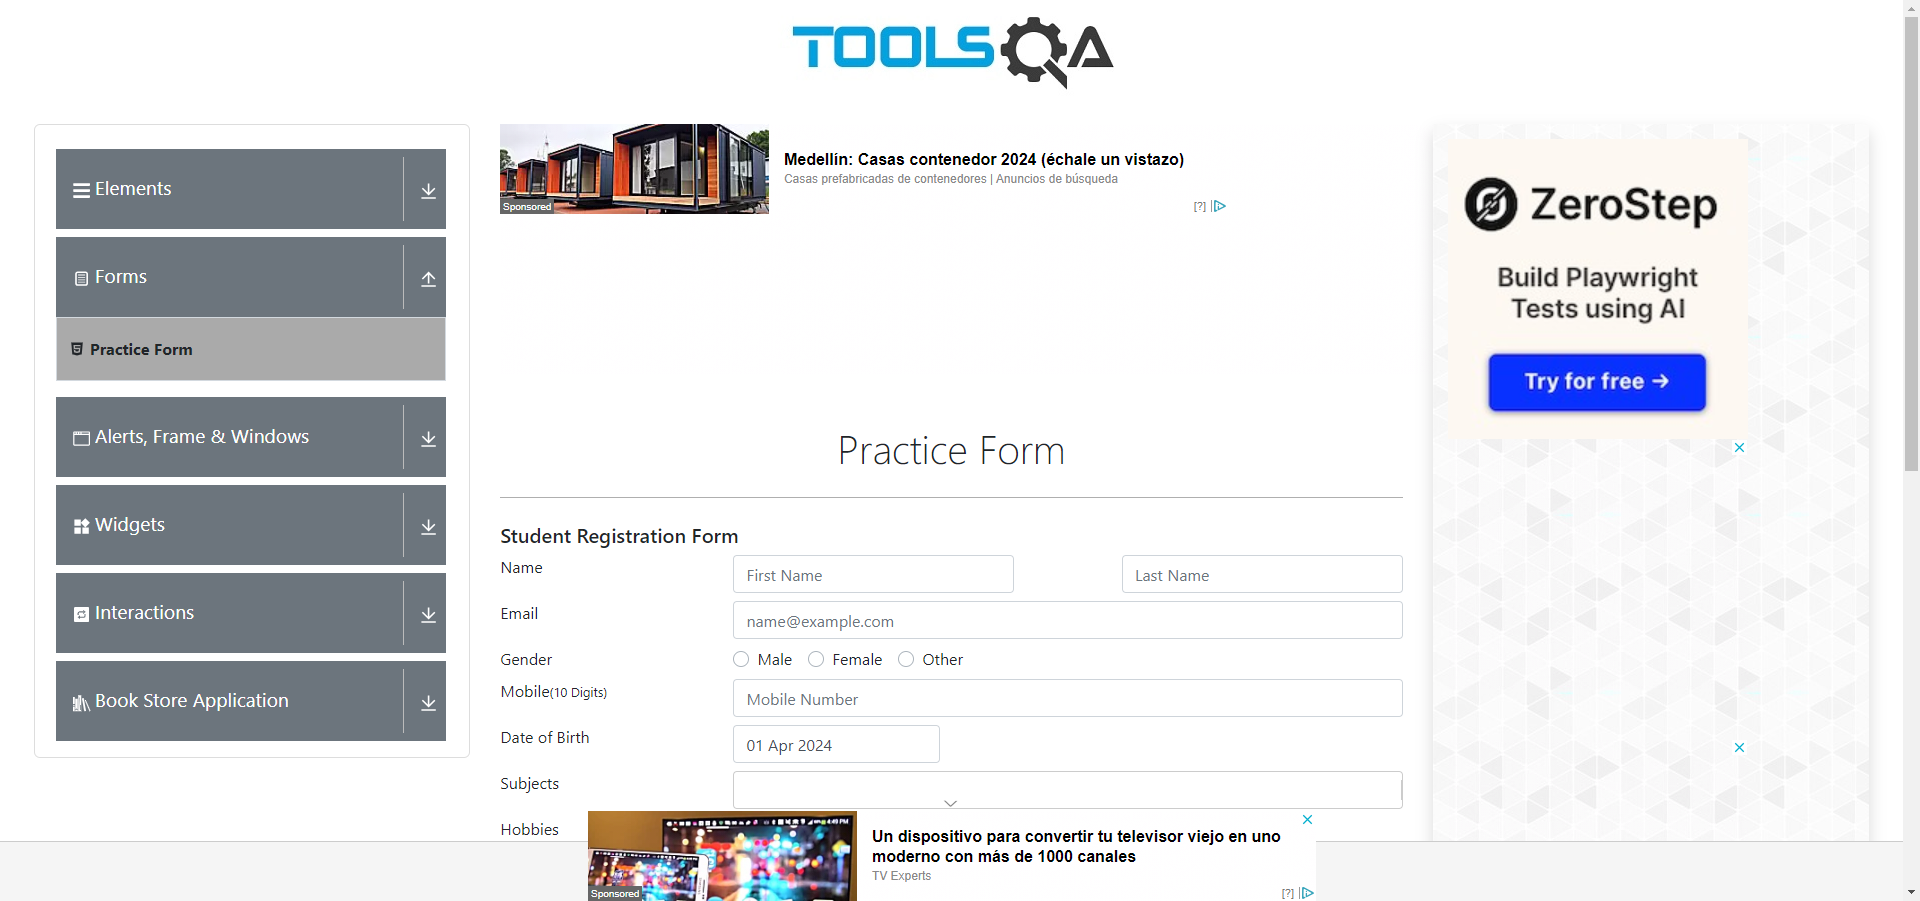 TOOLSQA
Elements
Forms
Practice Form
Alerts, Frame & Windows
Widgets
Interactions
Book Store Application
Sponsored
Medellín: Casas contenedor 2024 (échale un vistazo)
Casas prefabricadas de contenedores | Anuncios de búsqueda
[?]
Practice Form
Student Registration Form
Name
First Name
Last Name
Email
name@example.com
Gender
Male
Female
Other
Mobile(10 Digits)
Mobile Number
Date of Birth
01 Apr 2024
Subjects
Hobbies
Sponsored
Un dispositivo para convertir tu televisor viejo en uno
moderno con más de 1000 canales
TV Experts
[?]
ZeroStep
Build Playwright
Tests using AI
Try for free →